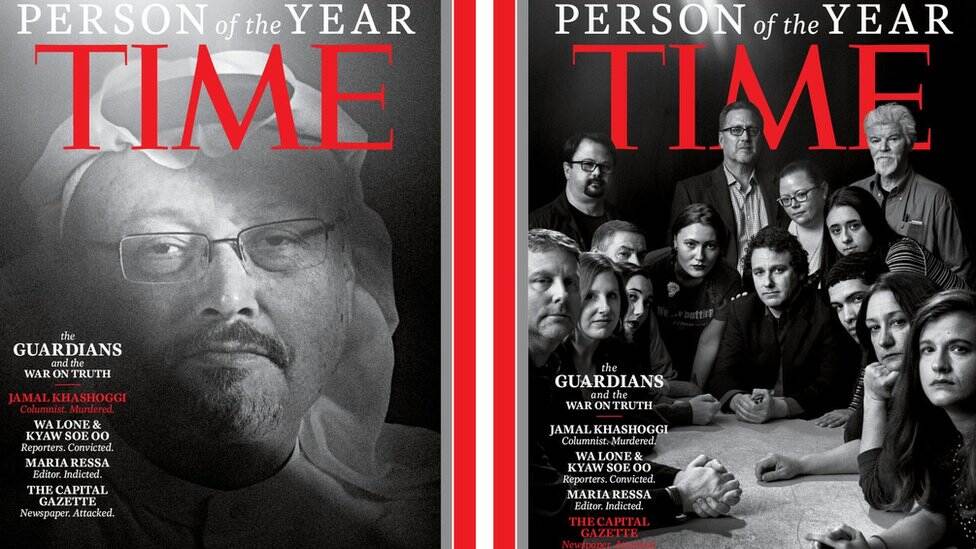 PERSON of the YEAR
TIME
the
GUARDIANS
and the
WAR ON TRUTH
JAMAL KHASHOGGI
Columnist. Murdered.
WA LONE &
KYAW SOE OO
Reporters. Convicted.
MARIA RESSA
Editor. Indicted.
THE CAPITAL
GAZETTE
Newspaper. Attacked.
PERSON of the YEAR
TIME
the
GUARDIANS
and the
WAR ON TRUTH
JAMAL KHASHOGGI
Columnist. Murdered.
WA LONE &
KYAW SOE OO
Reporters. Convicted.
MARIA RESSA
Editor. Indicted.
THE CAPITAL
GAZETTE
Newspaper.